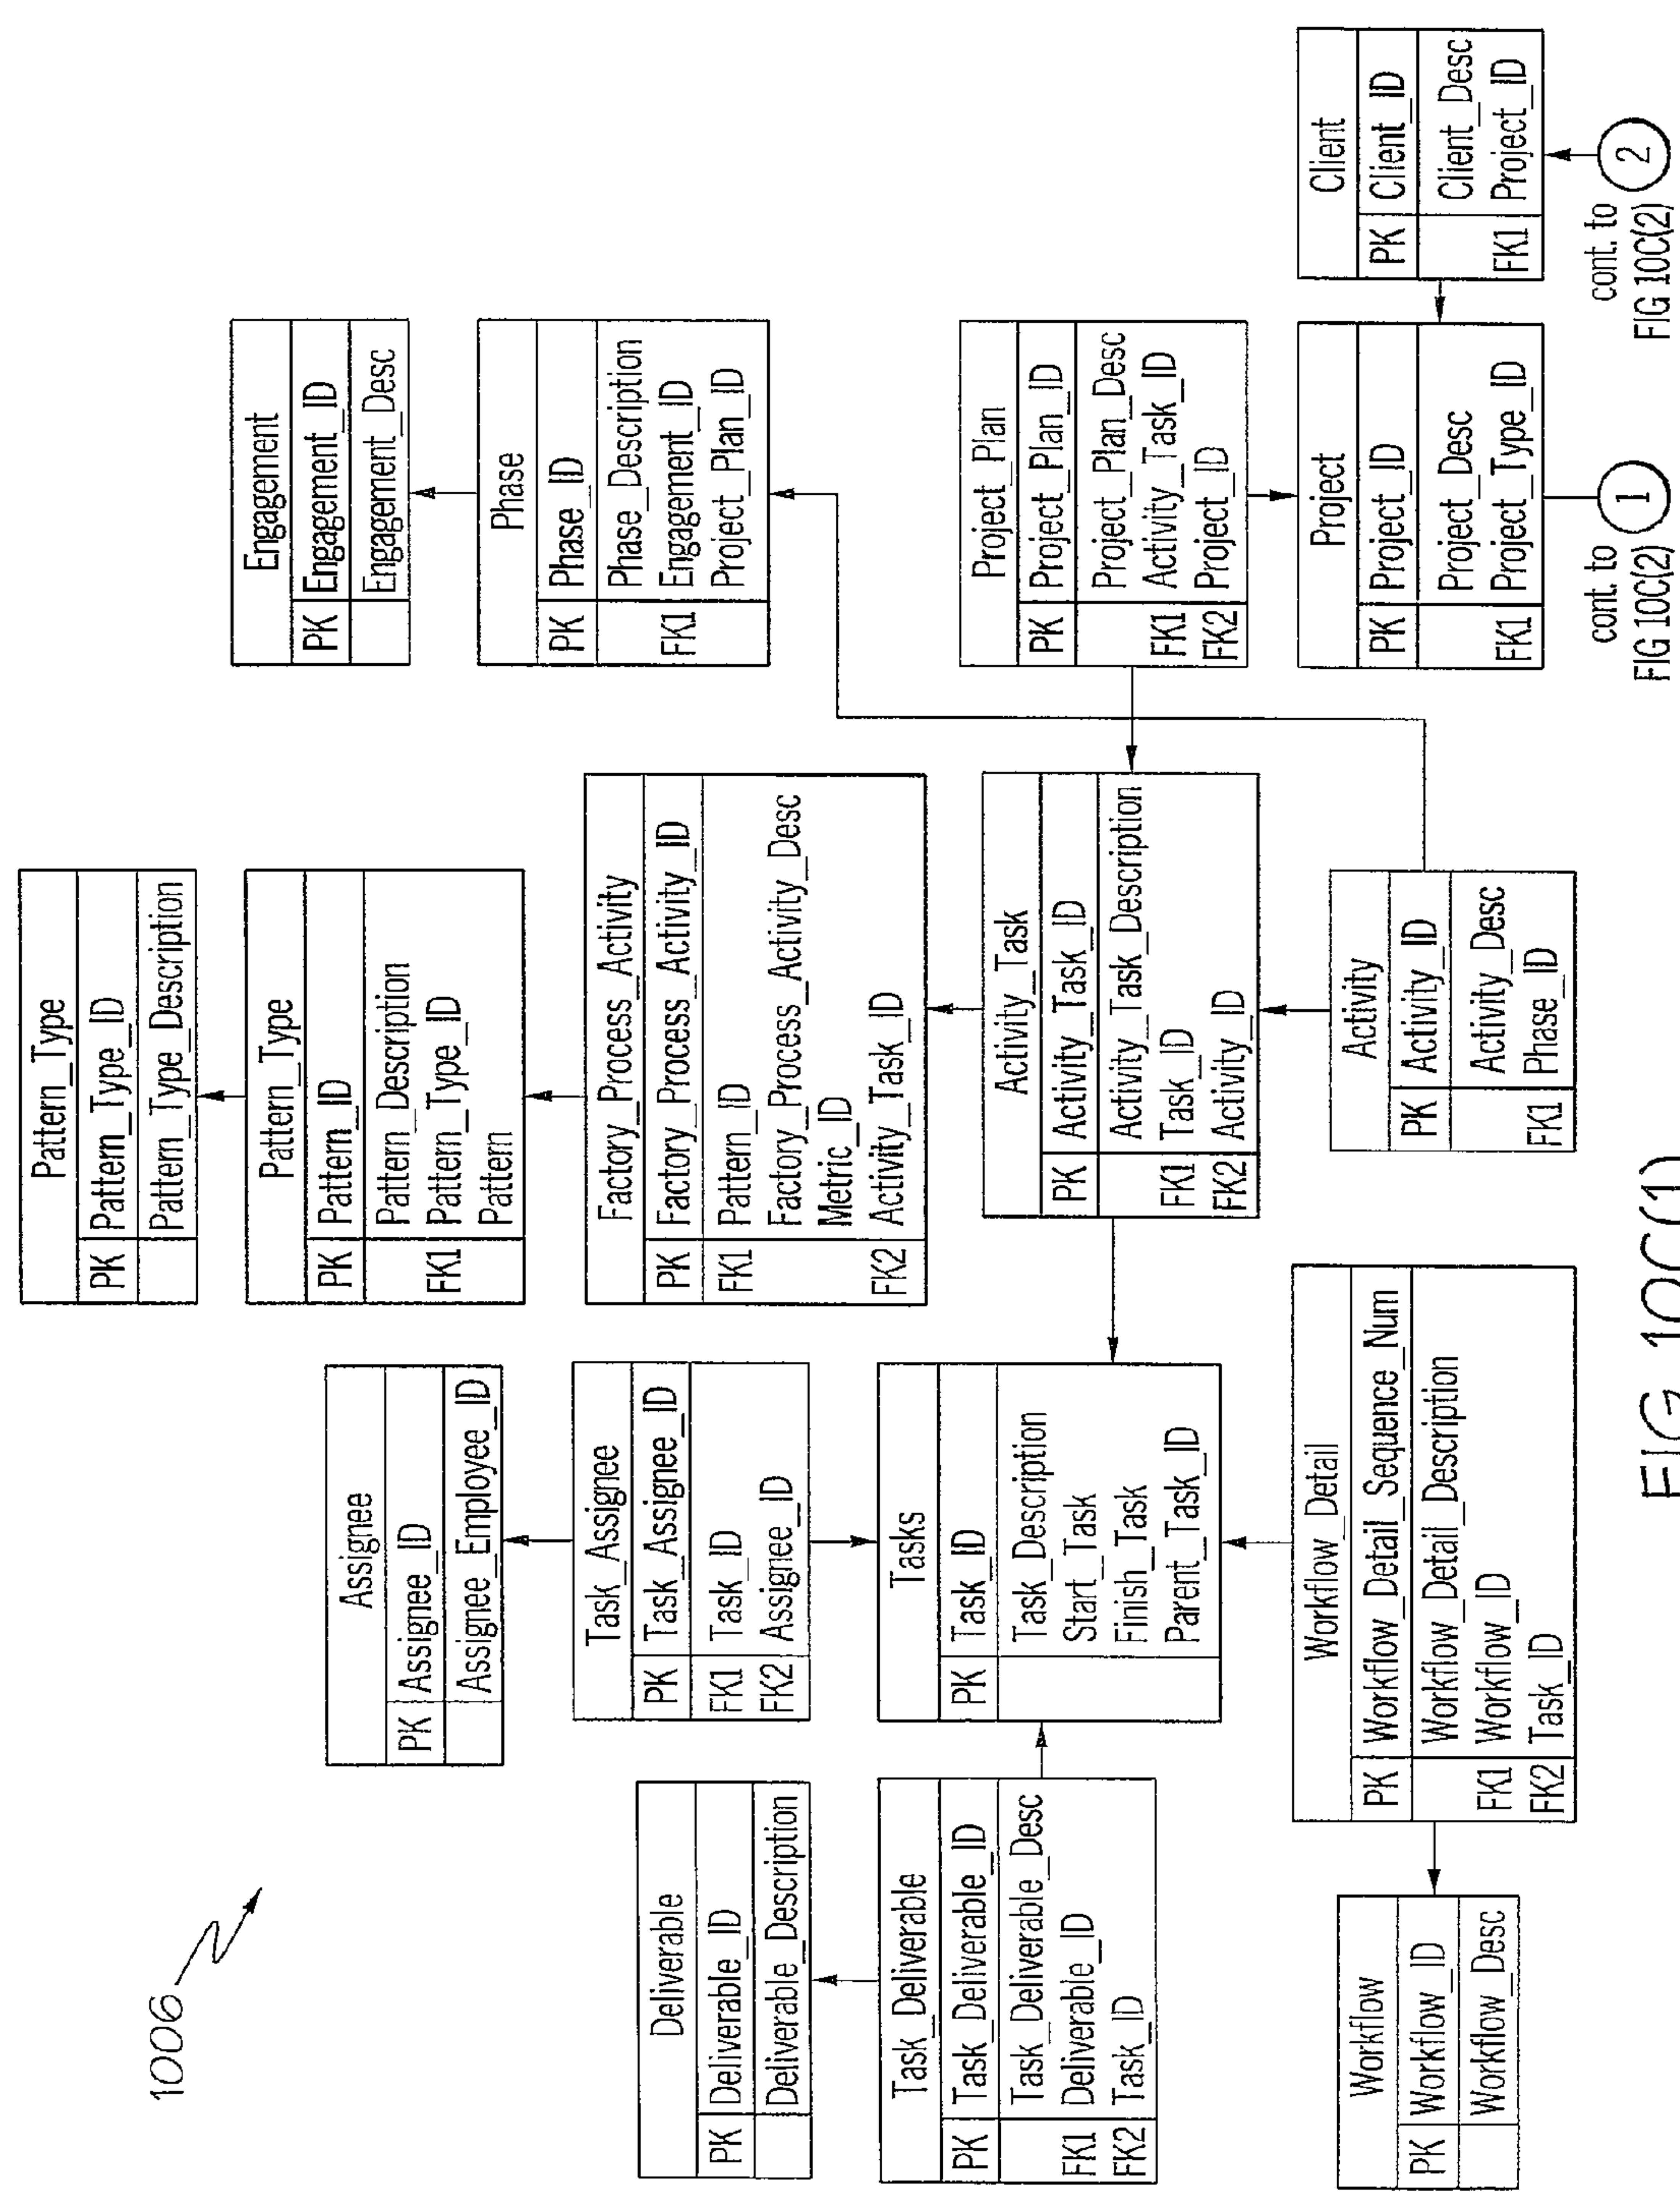 1006
Deliverable
PK Deliverable_ID
Deliverable_Description
Task_Deliverable
PK Task_Deliverable_ID
Task_Deliverable_Desc
FK1 Deliverable_ID
FK2 Task_ID
Workflow
PK Workflow_ID
Workflow_Desc
Assignee
PK Assignee_ID
Assignee_Employee_ID
Task_Assignee
PK Task_Assignee_ID
FK1 Task_ID
FK2 Assignee_ID
Tasks
PK Task_ID
Task_Description
Start_Task
Finish_Task
Parent_Task_ID
Workflow_Detail
PK Workflow_Detail_Sequence_Num
Workflow_Detail_Description
FK1 Workflow_ID
FK2 Task_ID
Pattern_Type
PK Pattern_Type_ID
Pattern_Type_Description
Pattern_Type
PK Pattern_ID
Pattern_Description
FK1 Pattern_Type_ID
Pattern
Factory_Process_Activity
PK Factory_Process_Activity_ID
FK1 Pattern_ID
Factory_Process_Activity_Desc
Metric_ID
FK2 Activity_Task_ID
Activity_Task
PK Activity_Task_ID
Activity_Task_Description
FK1 Task_ID
FK2 Activity_ID
Activity
PK Activity_ID
Activity_Desc
FK1 Phase_ID
Engagement
PK Engagement_ID
Engagement_Desc
Phase
PK Phase_ID
Phase_Description
FK1 Engagement_ID
Project_Plan_ID
Project_Plan
PK Project_Plan_ID
Project_Plan_Desc
FK1 Activity_Task_ID
FK2 Project_ID
Project
PK Project_ID
Project_Desc
FK1 Project_Type_ID
cont. to
FIG 10C(2)
1
Client
PK Client_ID
Client_Desc
FK1 Project_ID
cont. to
FIG 10C(2)
2
FIG 10C(1)